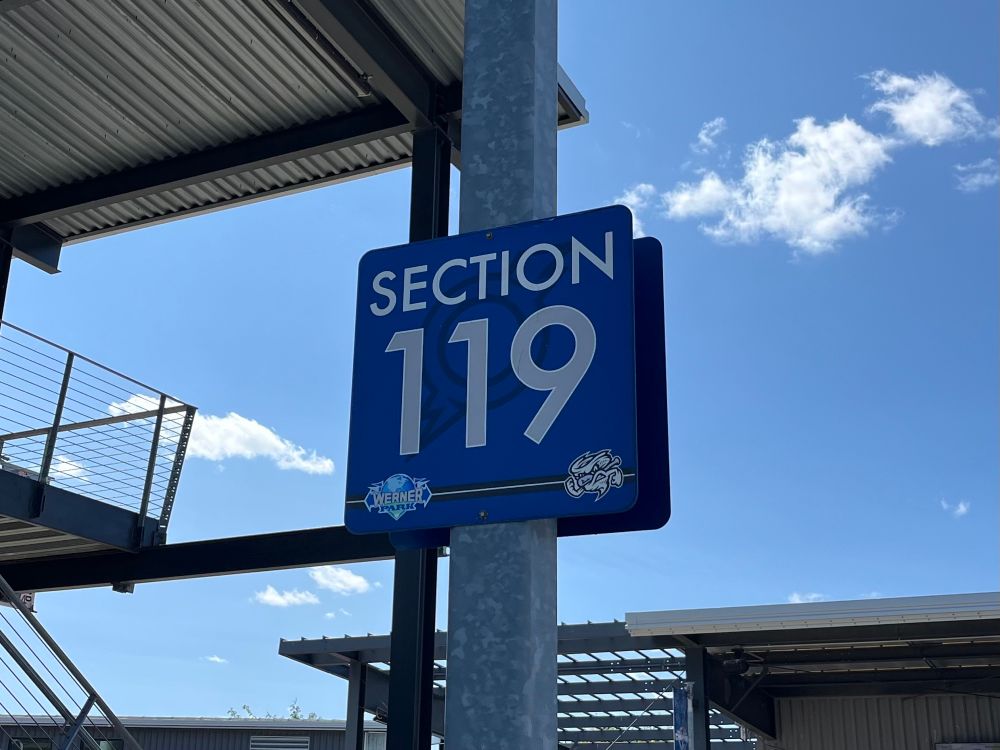 SECTION
119
WERNER
PARK